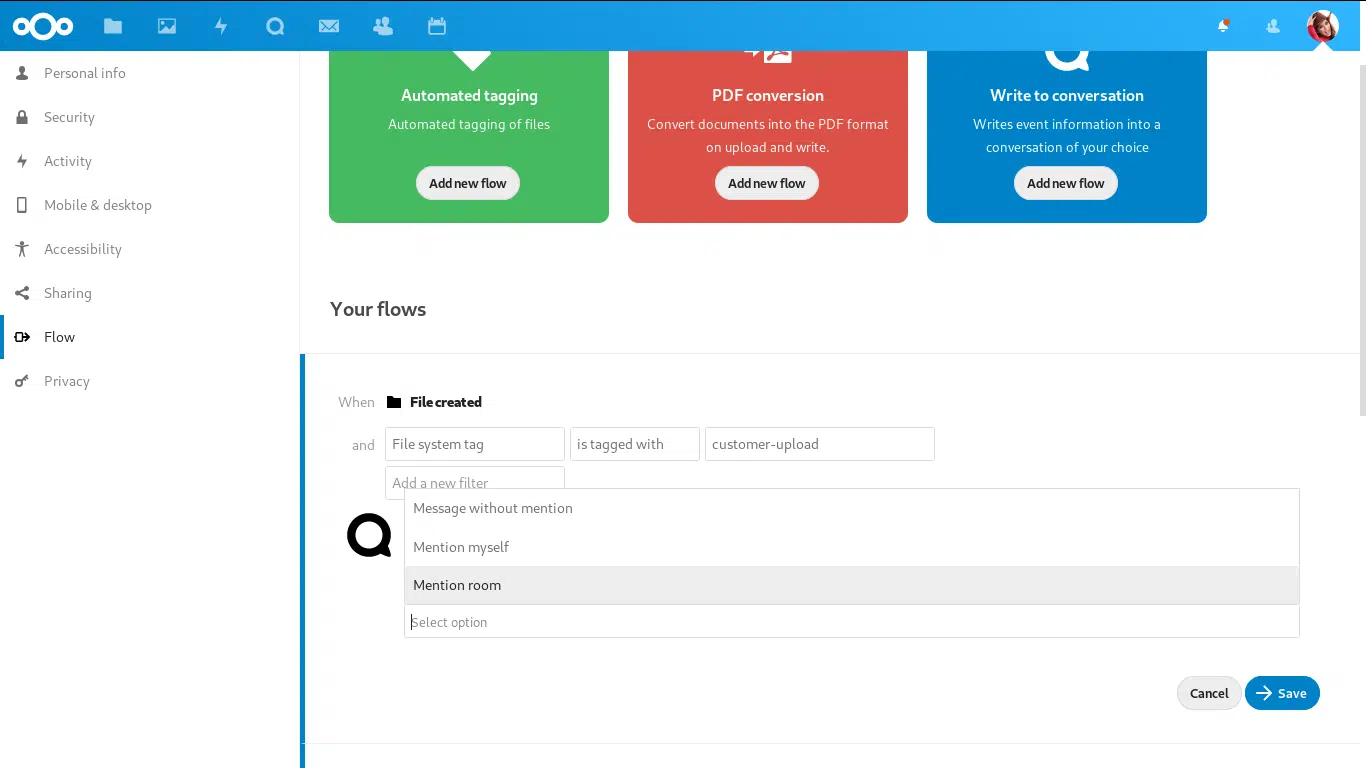 Personal info
Security
Activity
Mobile & desktop
Accessibility
Sharing
Flow
Privacy
Automated tagging
Automated tagging of files
Add new flow
PDF conversion
Convert documents into the PDF format
on upload and write.
Add new flow
Write to conversation
Writes event information into a
conversation of your choice
Add new flow
Your flows
When File created
and File system tag is tagged with customer-upload
Add a new filter
Message without mention
Mention myself
Mention room
Select option
Cancel Save